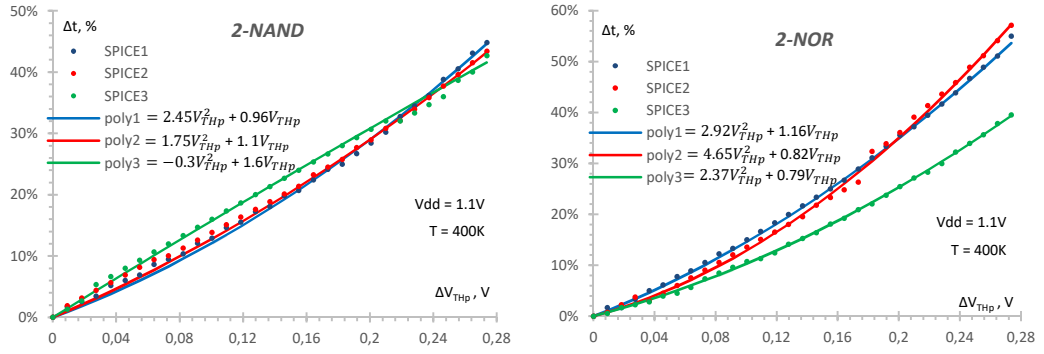 50%
Δt, %
2-NAND
SPICE1
40%
SPICE2
SPICE3
30%
poly1 = 2.45V²THp + 0.96VTHp
poly2 = 1.75V²THp + 1.1VTHp
poly3 = −0.3V²THp + 1.6VTHp
20%
Vdd = 1.1V
10%
T = 400K
ΔVTHp , V
0%
0 0,04 0,08 0,12 0,16 0,2 0,24 0,28
60%
Δt, %
2-NOR
50%
SPICE1
SPICE2
40%
SPICE3
poly1 = 2.92V²THp + 1.16VTHp
30%
poly2 = 4.65V²THp + 0.82VTHp
poly3 = 2.37V²THp + 0.79VTHp
20%
Vdd = 1.1V
10%
T = 400K
ΔVTHp , V
0%
0 0,04 0,08 0,12 0,16 0,2 0,24 0,28